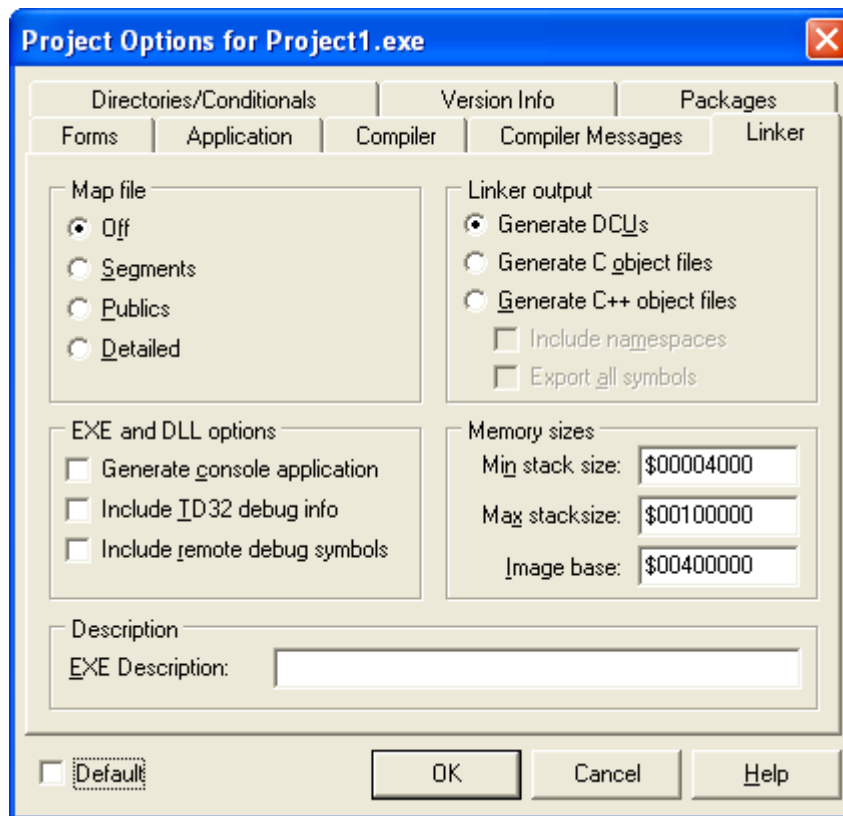 Project Options for Project1.exe
Directories/Conditionals Version Info Packages
Forms Application Compiler Compiler Messages Linker
Map file
Off
Segments
Publics
Detailed
Linker output
Generate DCUs
Generate C object files
Generate C++ object files
Include namespaces
Export all symbols
EXE and DLL options
Generate console application
Include TD32 debug info
Include remote debug symbols
Memory sizes
Min stack size: $00004000
Max stacksize: $00100000
Image base: $00400000
Description
EXE Description:
Default OK Cancel Help